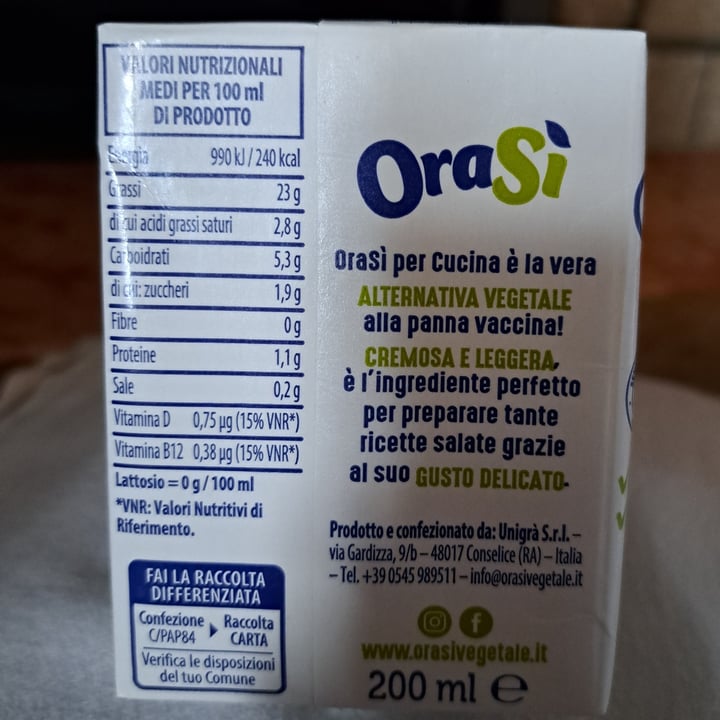 VALORI NUTRIZIONALI
MEDI PER 100 ml
DI PRODOTTO
Energia 990 kJ / 240 kcal
Grassi 23 g
di cui acidi grassi saturi 2,8 g
Carboidrati 5,3 g
di cui: zuccheri 1,9 g
Fibre 0 g
Proteine 1,1 g
Sale 0,2 g
Vitamina D 0,75 µg (15% VNR*)
Vitamina B12 0,38 µg (15% VNR*)
Lattosio = 0 g / 100 ml
*VNR: Valori Nutritivi di
Riferimento.
FAI LA RACCOLTA
DIFFERENZIATA
Confezione Raccolta
C/PAP84 CARTA
Verifica le disposizioni
del tuo Comune
OraSì
OraSì per Cucina è la vera
ALTERNATIVA VEGETALE
alla panna vaccina!
CREMOSA E LEGGERA,
è l'ingrediente perfetto
per preparare tante
ricette salate grazie
al suo GUSTO DELICATO.
Prodotto e confezionato da: Unigrà S.r.l. –
via Gardizza, 9/b – 48017 Conselice (RA) – Italia
– Tel. +39 0545 989511 – info@orasivegetale.it
www.orasivegetale.it
200 ml e